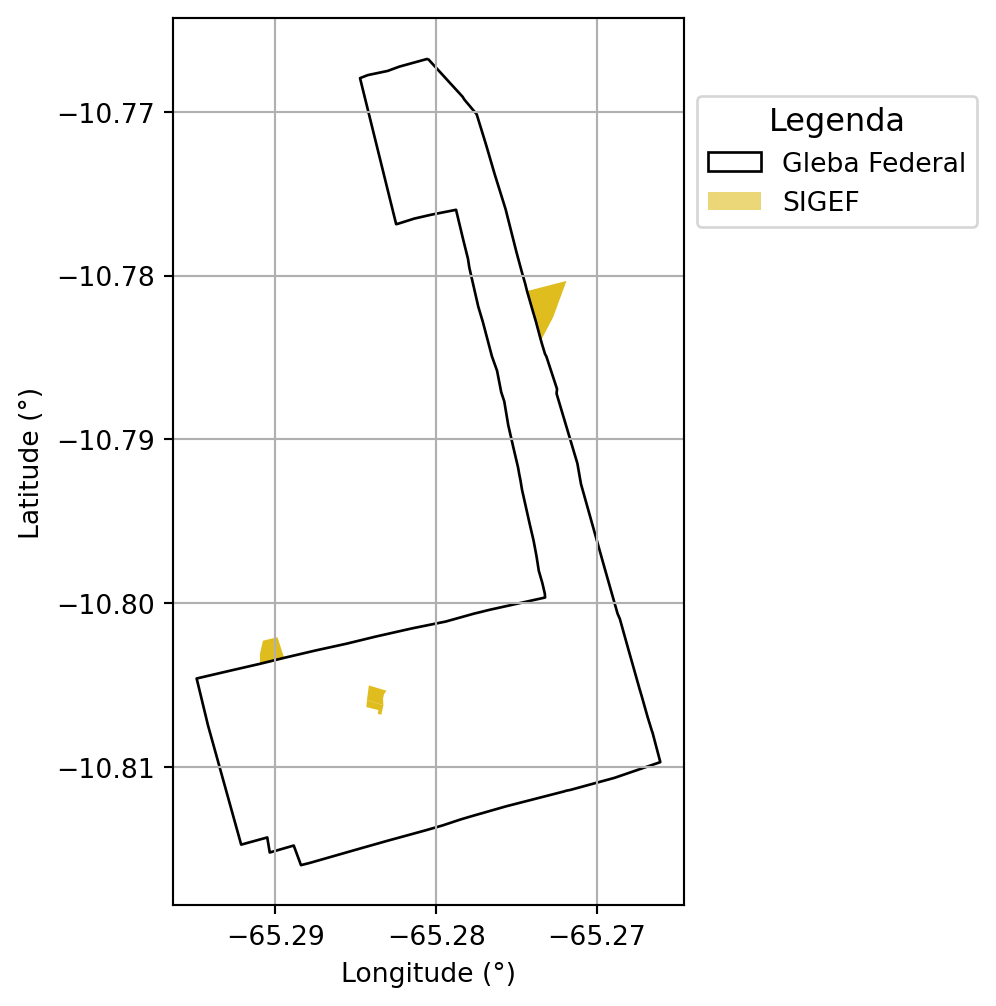 Legenda
Gleba Federal
SIGEF
−10.77
−10.78
−10.79
−10.80
−10.81
Latitude (°)
−65.29
−65.28
−65.27
Longitude (°)